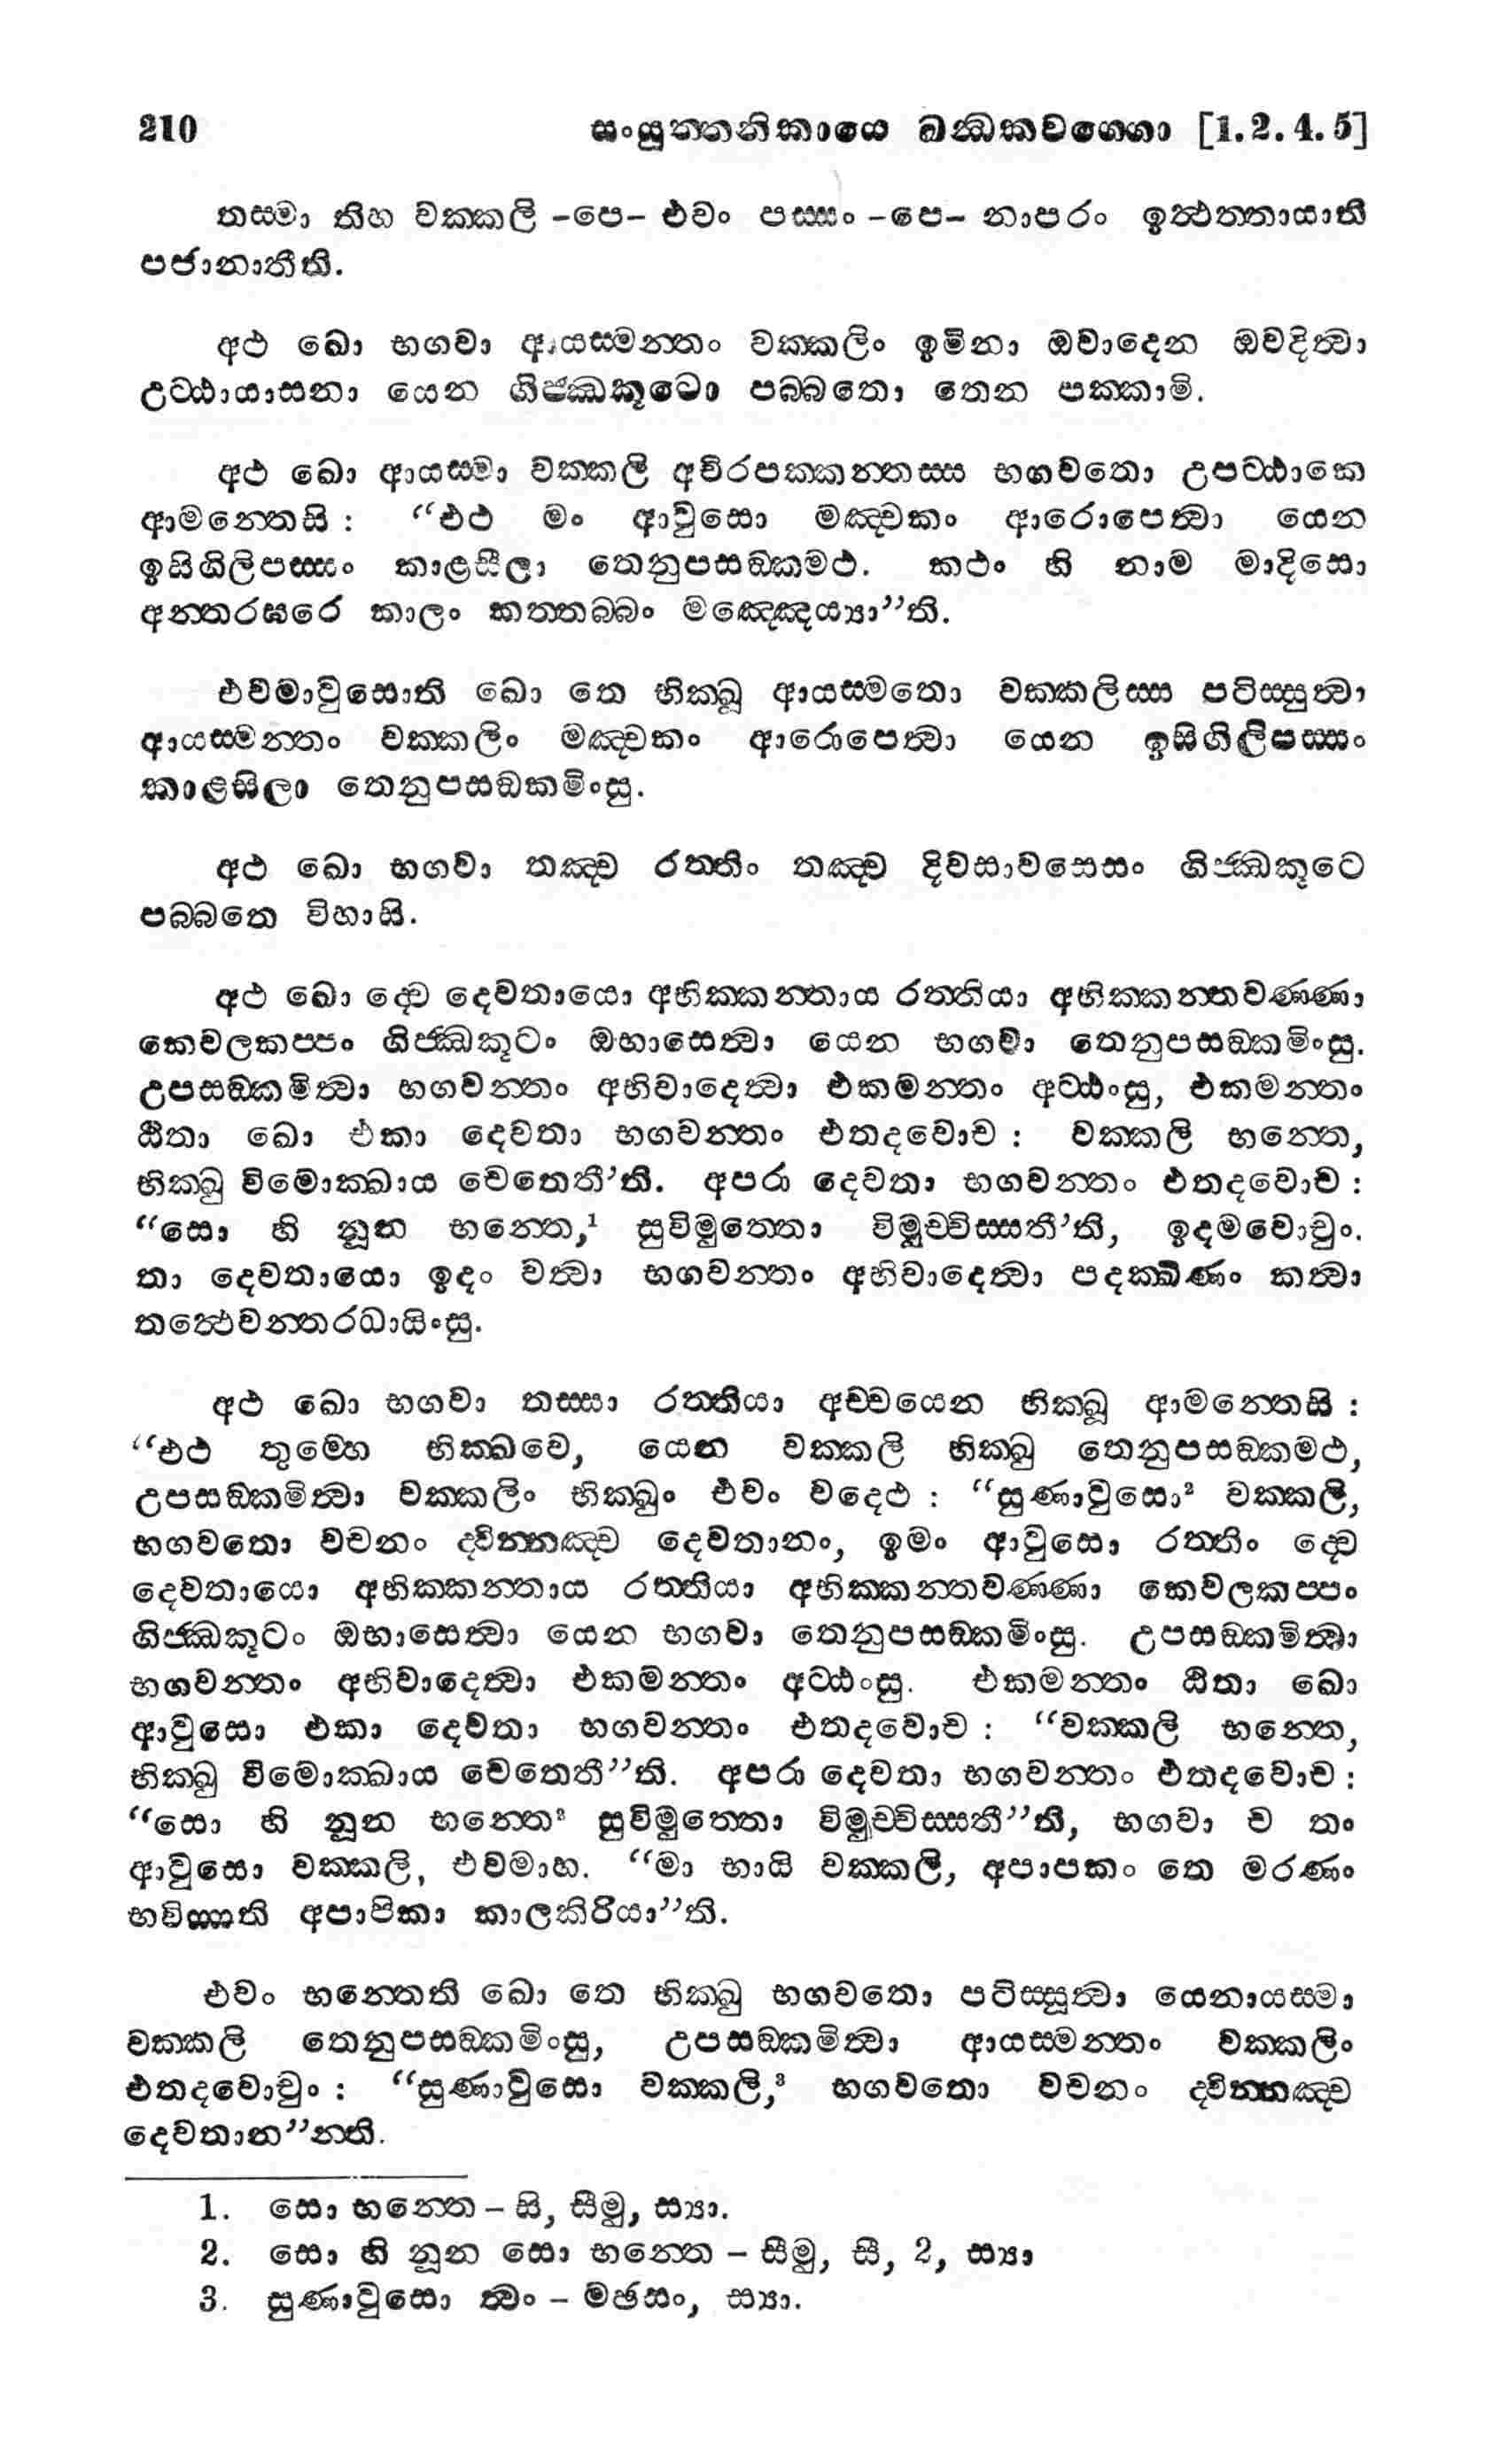 210 සංයුත්තනිකායෙ ඛන්ධකවග්ගො [1. 2. 4. 5]
තස්මා තිහ වක්කලි -පෙ- එවං පස්සං -පෙ- නාපරං ඉත්ථත්තායාති
පජානාතීති.
අථ ඛො භගවා ආයස්මන්තං වක්කලිං ඉමිනා ඔවාදෙන ඔවදිත්වා
උට්ඨායාසනා යෙන ගිජ්ඣකූටො පබ්බතො තෙන පක්කාමි.
අථ ඛො ආයස්මා වක්කලි අචිරපක්කන්තස්ස භගවතො උපට්ඨාකෙ
ආමන්තෙසි : “එථ මං ආවුසො මඤ්චකං ආරොපෙත්වා යෙන
ඉසිගිලිපස්සං කාළසීලා තෙනුපසඞ්කමථ. කථං හි නාම මාදිසො
අන්තරඝරෙ කාලං කත්තබ්බං මඤ්ඤෙය්‍යා”ති.
එවමාවුසොති ඛො තෙ භික්ඛූ ආයස්මතො වක්කලිස්ස පටිස්සුත්වා
ආයස්මන්තං වක්කලිං මඤ්චකං ආරොපෙත්වා යෙන ඉසිගිලිපස්සං
කාළසිලා තෙනුපසඞ්කමිංසු.
අථ ඛො භගවා තඤ්ච රත්තිං තඤ්ච දිවසාවසෙසං ගිජ්ඣකූටෙ
පබ්බතෙ විහාසි.
අථ ඛො ද්වෙ දෙවතායො අභික්කන්තාය රත්තියා අභික්කන්තවණ්ණා
කෙවලකප්පං ගිජ්ඣකූටං ඔභාසෙත්වා යෙන භගවා තෙනුපසඞ්කමිංසු.
උපසඞ්කමිත්වා භගවන්තං අභිවාදෙත්වා එකමන්තං අට්ඨංසු, එකමන්තං
ඨිතා ඛො එකා දෙවතා භගවන්තං එතදවොච : වක්කලි භන්තෙ,
භික්ඛු විමොක්ඛාය චෙතෙතී’ති. අපරා දෙවතා භගවන්තං එතදවොච :
“සො හි නූන භන්තෙ,¹ සුවිමුත්තො විමුච්චිස්සතී’ති, ඉදමවොචුං.
තා දෙවතායො ඉදං වත්වා භගවන්තං අභිවාදෙත්වා පදක්ඛිණං කත්වා
තත්ථෙවන්තරධායිංසු.
අථ ඛො භගවා තස්සා රත්තියා අච්චයෙන භික්ඛූ ආමන්තෙසි :
“එථ තුම්හෙ භික්ඛවෙ, යෙන වක්කලි භික්ඛු තෙනුපසඞ්කමථ,
උපසඞ්කමිත්වා වක්කලිං භික්ඛුං එවං වදෙථ : “සුණාවුසො² වක්කලි,
භගවතො වචනං ද්වින්නඤ්ච දෙවතානං, ඉමං ආවුසො රත්තිං ද්වෙ
දෙවතායො අභික්කන්තාය රත්තියා අභික්කන්තවණ්ණා කෙවලකප්පං
ගිජ්ඣකූටං ඔභාසෙත්වා යෙන භගවා තෙනුපසඞ්කමිංසු. උපසඞ්කමිත්වා
භගවන්තං අභිවාදෙත්වා එකමන්තං අට්ඨංසු. එකමන්තං ඨිතා ඛො
ආවුසො එකා දෙවතා භගවන්තං එතදවොච : “වක්කලි භන්තෙ,
භික්ඛු විමොක්ඛාය චෙතෙතී”ති. අපරා දෙවතා භගවන්තං එතදවොච :
“සො හි නූන භන්තෙ² සුවිමුත්තො විමුච්චිස්සතී”ති, භගවා ච තං
ආවුසො වක්කලි, එවමාහ. “මා භායි වක්කලි, අපාපකං තෙ මරණං
භවිස්සති අපාපිකා කාලකිරියා”ති.
එවං භන්තෙති ඛො තෙ භික්ඛු භගවතො පටිස්සූත්වා යෙනායස්මා
වක්කලි තෙනුපසඞ්කමිංසු, උපසඞ්කමිත්වා ආයස්මන්තං වක්කලිං
එතදවොචුං : “සුණාවුසො වක්කලි,³ භගවතො වචනං ද්වින්නඤ්ච
දෙවතාන”න්ති.
1. සො භන්තෙ – සි, සීමු, ස්‍යා.
2. සො හි නූන සො භන්තෙ – සීමු, සී, 2, ස්‍යා
3. සුණාවුසො ත්වං – මඡසං, ස්‍යා.